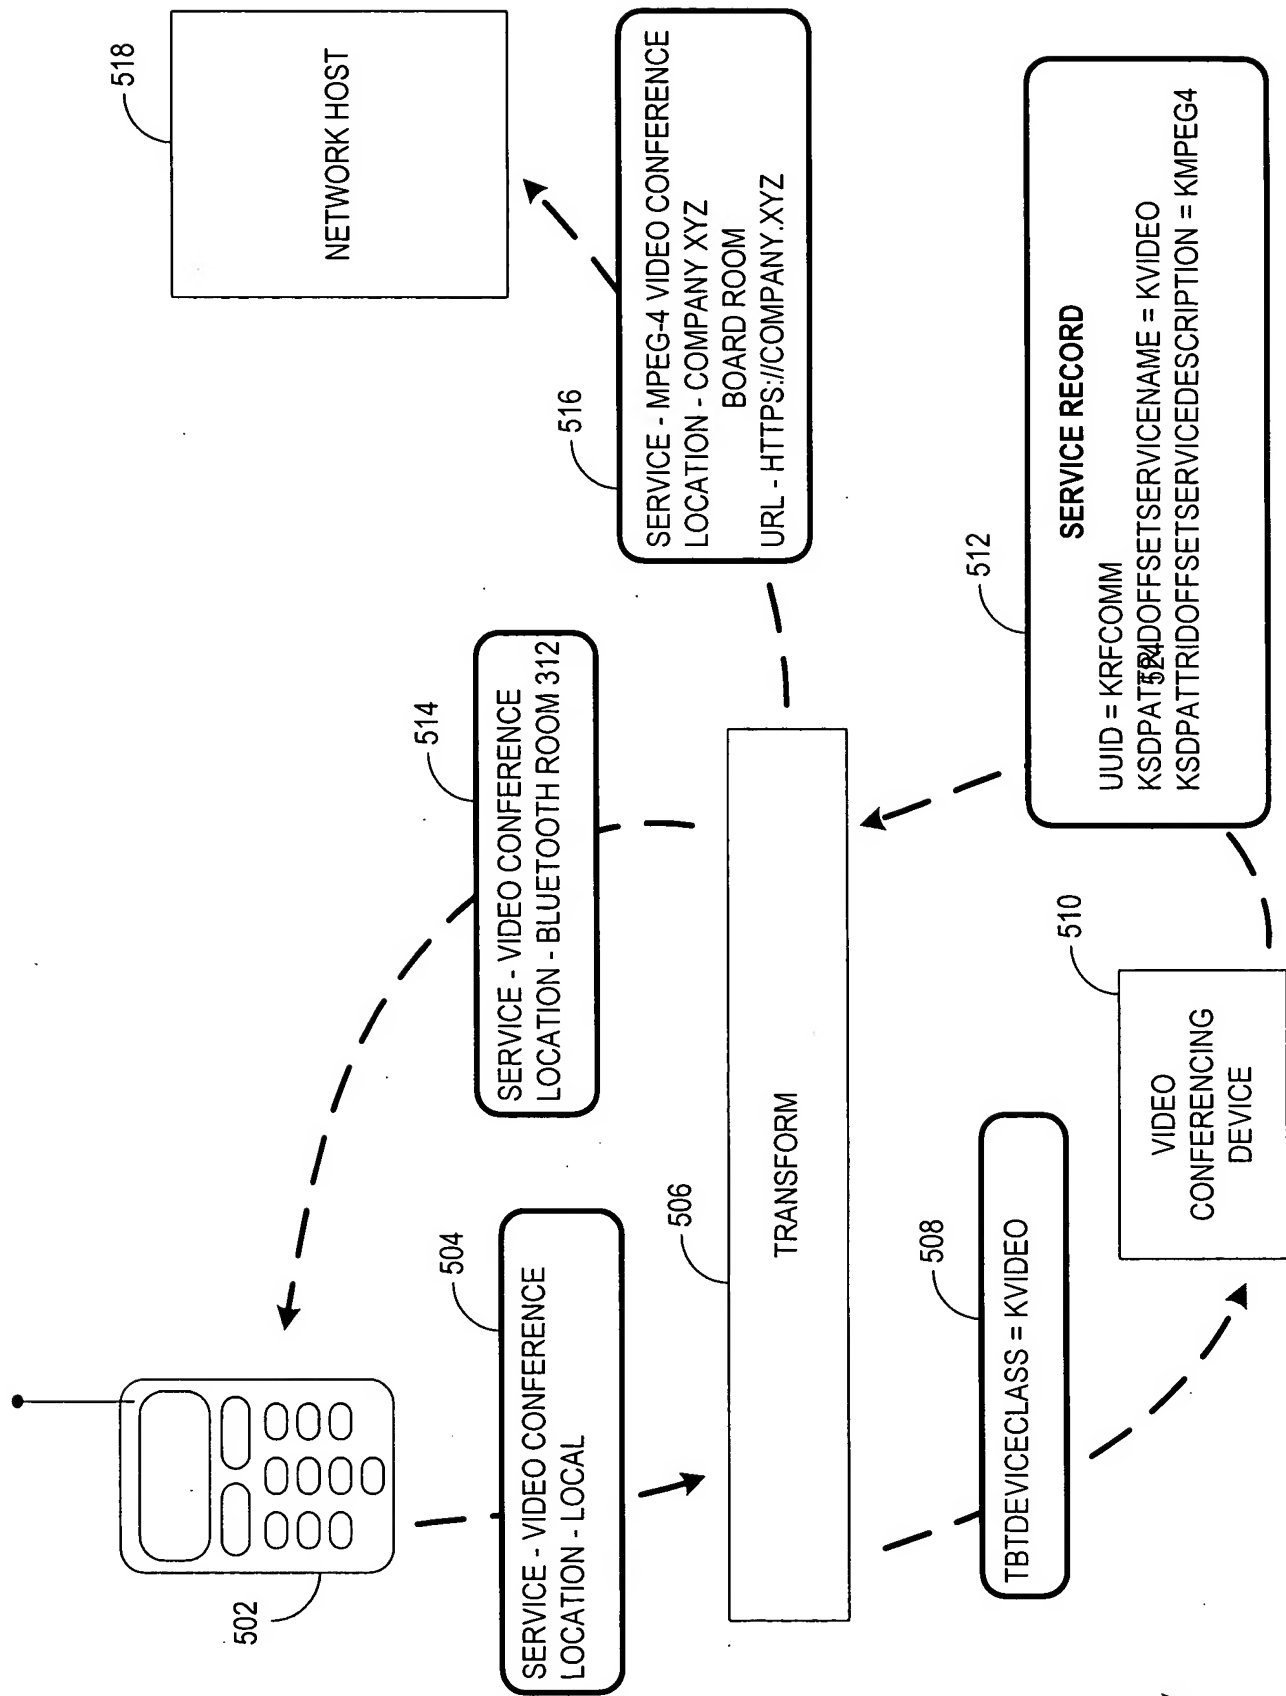 502
504
SERVICE - VIDEO CONFERENCE
LOCATION - LOCAL
514
SERVICE - VIDEO CONFERENCE
LOCATION - BLUETOOTH ROOM 312
516
SERVICE - MPEG-4 VIDEO CONFERENCE
LOCATION - COMPANY XYZ
BOARD ROOM
URL - HTTPS://COMPANY.XYZ
518
NETWORK HOST
506
TRANSFORM
508
TBTDEVICECLASS = KVIDEO
510
VIDEO
CONFERENCING
DEVICE
512
SERVICE RECORD
UUID = KRFCOMM
KSDPATTRIDOFFSETSERVICENAME = KVIDEO
524
KSDPATTRIDOFFSETSERVICEDESCRIPTION = KMPEG4